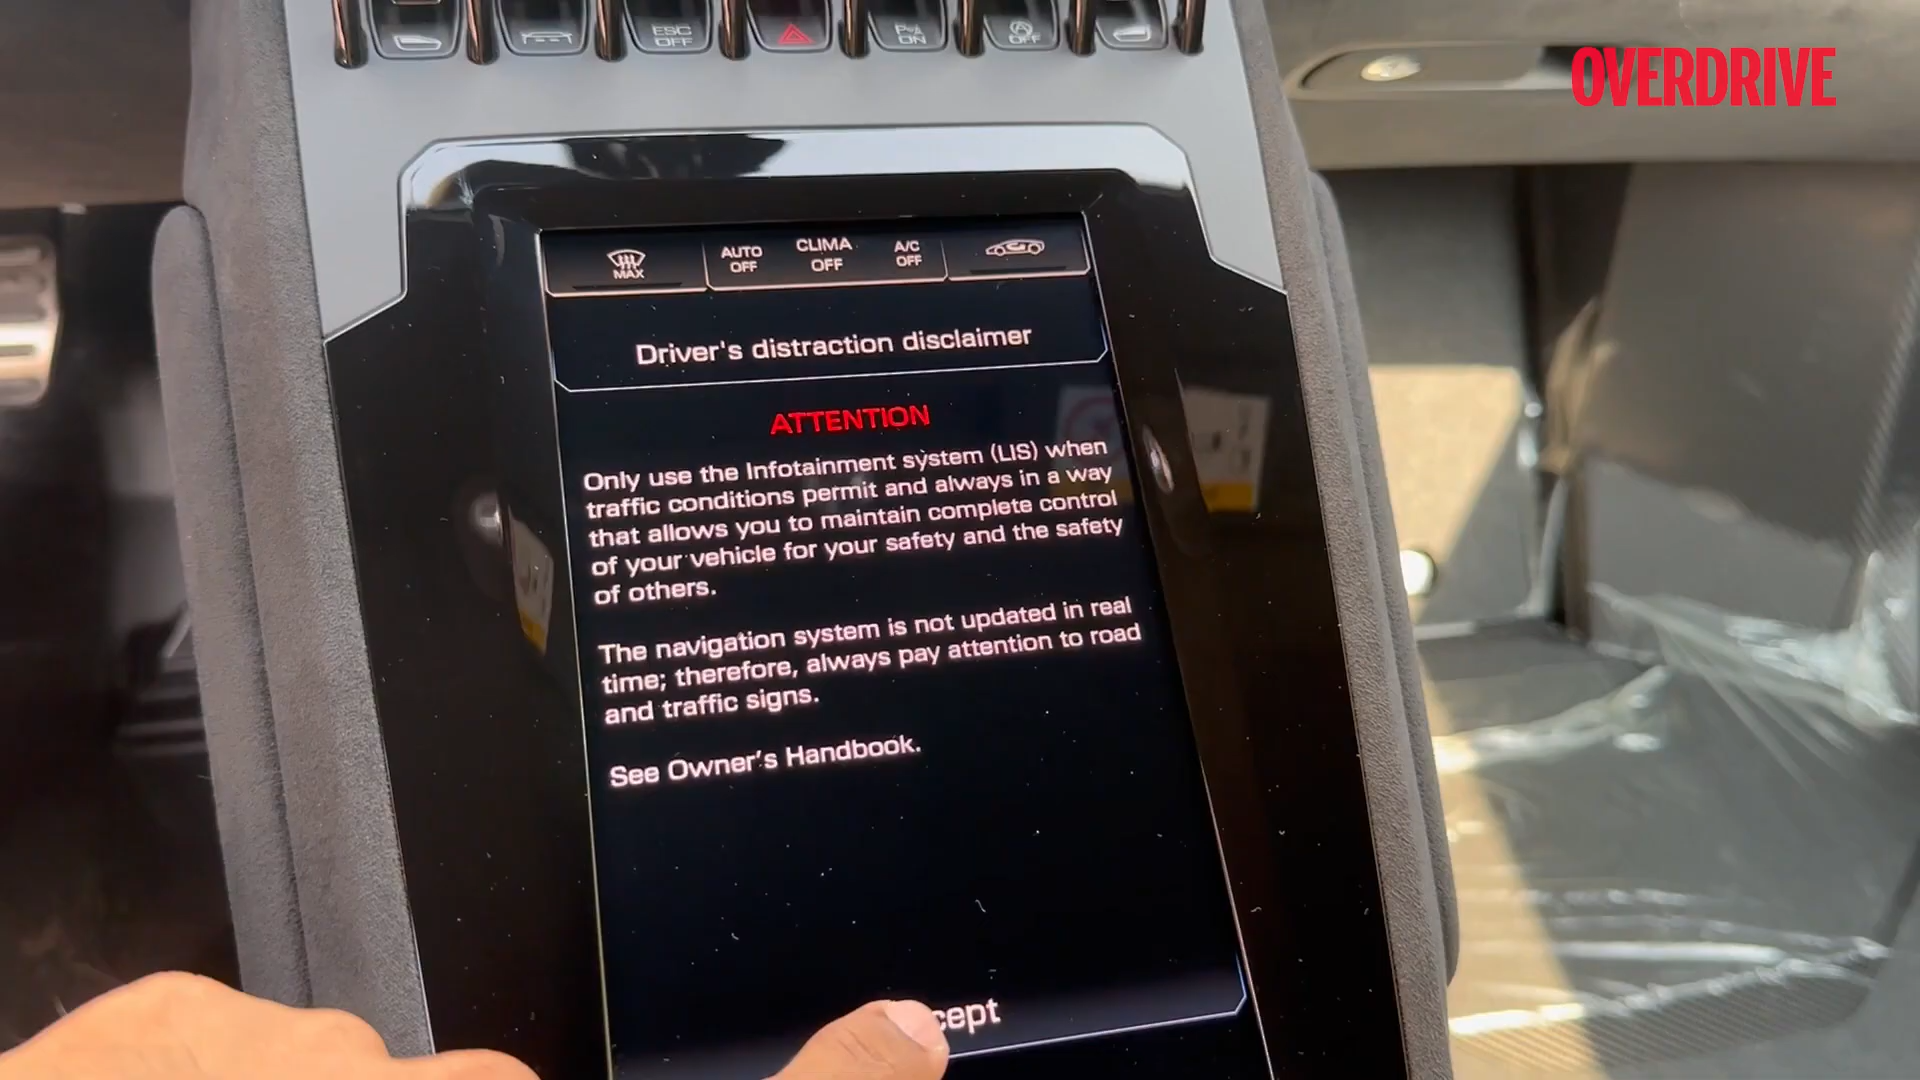 ESC
OFF
ON
OFF
OVERDRIVE
MAX
AUTO
OFF
CLIMA
OFF
A/C
OFF
Driver's distraction disclaimer
ATTENTION
Only use the Infotainment system (LIS) when
traffic conditions permit and always in a way
that allows you to maintain complete control
of your vehicle for your safety and the safety
of others.
The navigation system is not updated in real
time; therefore, always pay attention to road
and traffic signs.
See Owner's Handbook.
cept